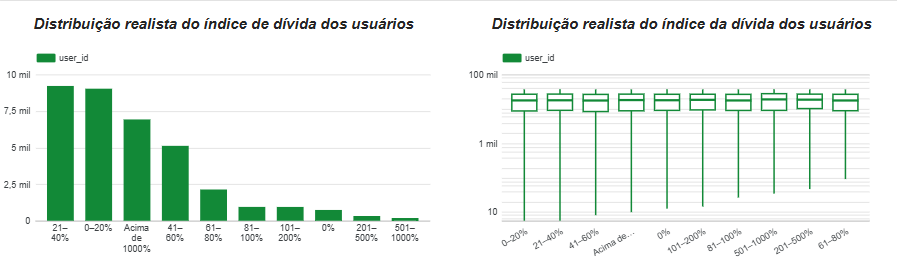 Distribuição realista do índice de dívida dos usuários
user_id
10 mil
7,5 mil
5 mil
2,5 mil
0
21–
40%
0–20%
Acima
de
1000%
41–
60%
61–
80%
81–
100%
101–
200%
0%
201–
500%
501–
1000%
Distribuição realista do índice da dívida dos usuários
user_id
100 mil
1 mil
10
0–20%
21–40%
41–60%
Acima de…
0%
101–200%
81–100%
501–1000%
201–500%
61–80%